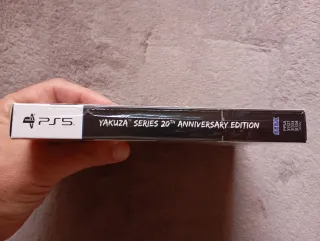 PS5
YAKUZA™ SERIES 20TH ANNIVERSARY EDITION
SEGA